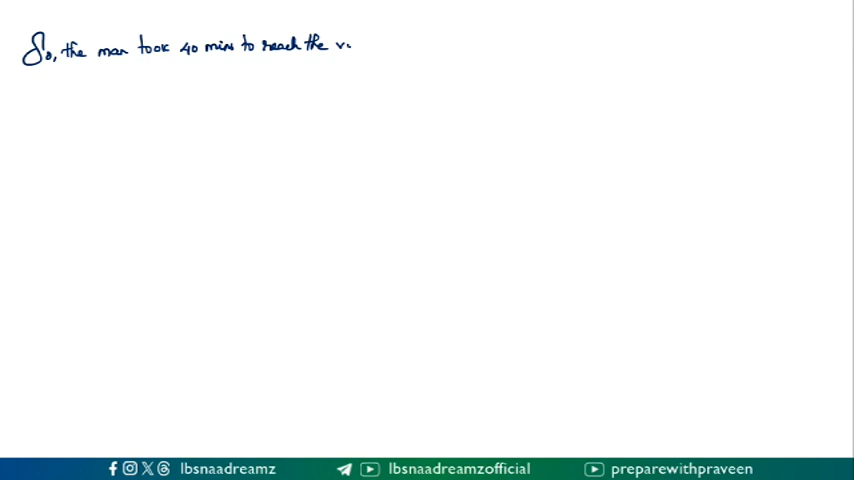 So, the man took 40 mins to reach the v
lbsnaadreamz lbsnaadreamzofficial preparewithpraveen